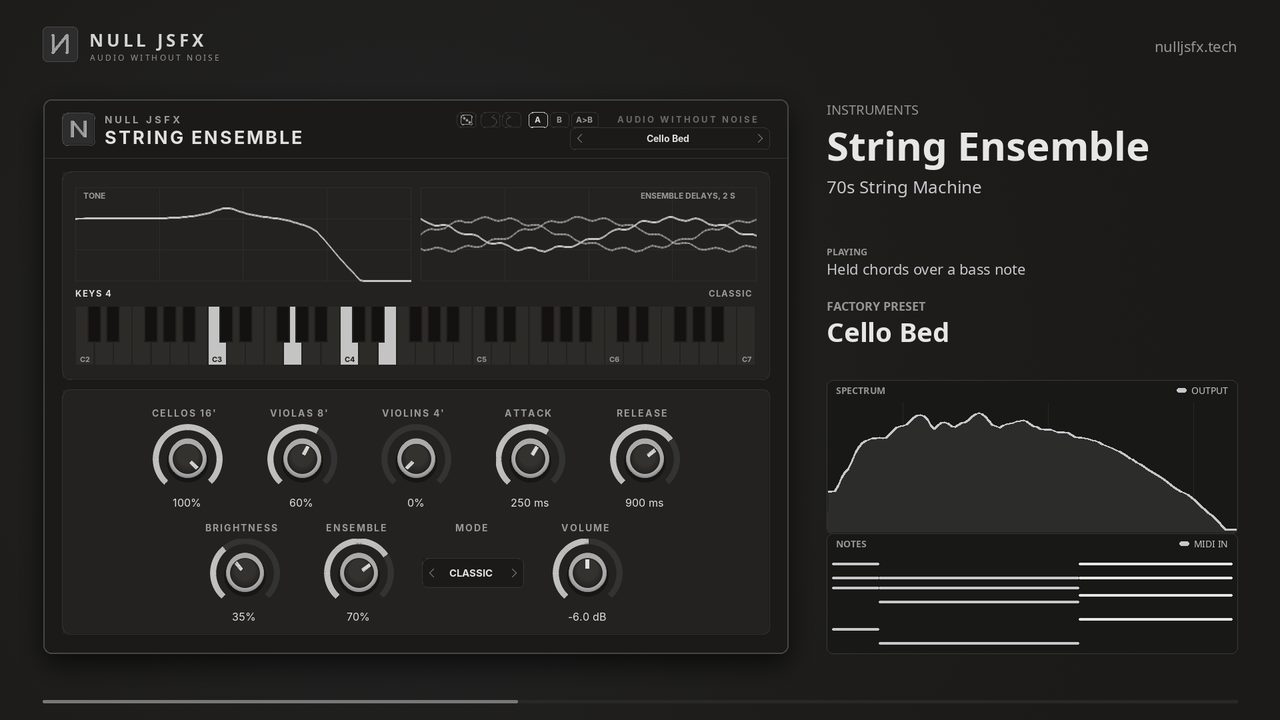 NULL JSFX
AUDIO WITHOUT NOISE
nulljsfx.tech
N
NULL JSFX
STRING ENSEMBLE
A B A>B
AUDIO WITHOUT NOISE
Cello Bed
TONE
ENSEMBLE DELAYS, 2 S
KEYS 4
CLASSIC
C2 C3 C4 C5 C6 C7
CELLOS 16' VIOLAS 8' VIOLINS 4' ATTACK RELEASE
100% 60% 0% 250 ms 900 ms
BRIGHTNESS ENSEMBLE MODE VOLUME
CLASSIC
35% 70% -6.0 dB
INSTRUMENTS
String Ensemble
70s String Machine
PLAYING
Held chords over a bass note
FACTORY PRESET
Cello Bed
SPECTRUM
OUTPUT
NOTES
MIDI IN